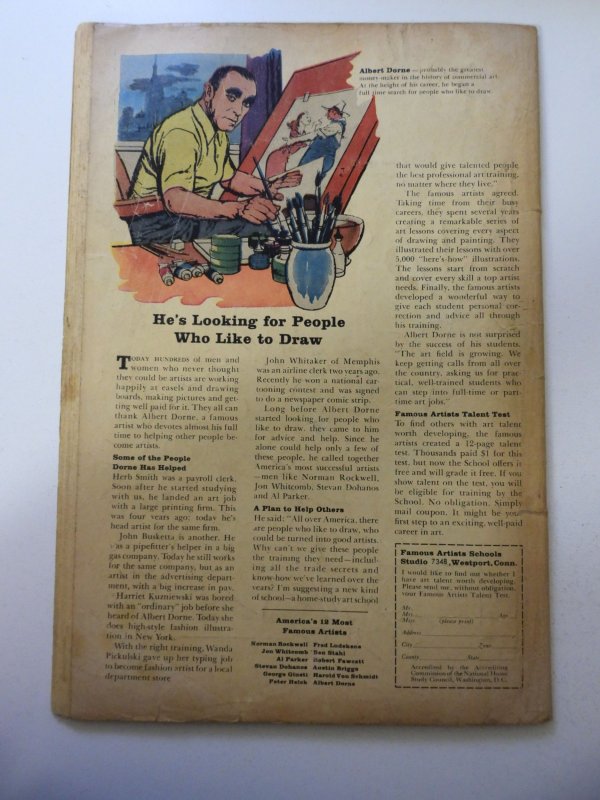 Albert Dorne — probably the greatest
money-maker in the history of commercial art.
At the height of his career, he began a
full time search for people who like to draw.
He's Looking for People
Who Like to Draw
TODAY HUNDREDS of men and
women who never thought
they could be artists are working
happily at easels and drawing
boards, making pictures and get-
ting well paid for it. They all can
thank Albert Dorne, a famous
artist who devotes almost his full
time to helping other people be-
come artists.
Some of the People
Dorne Has Helped
Herb Smith was a payroll clerk.
Soon after he started studying
with us, he landed an art job
with a large printing firm. This
was four years ago: today he's
head artist for the same firm.
John Busketta is another. He
was a pipefitter's helper in a big
gas company. Today he still works
for the same company, but as an
artist in the advertising depart-
ment, with a big increase in pay.
Harriet Kuzniewski was bored
with an "ordinary" job before she
heard of Albert Dorne. Today she
does high-style fashion illustra-
tion in New York.
With the right training, Wanda
Pickulski gave up her typing job
to become fashion artist for a local
department store
John Whitaker of Memphis
was an airline clerk two years ago.
Recently he won a national car-
tooning contest and was signed
to do a newspaper comic strip.
Long before Albert Dorne
started looking for people who
like to draw, they came to him
for advice and help. Since he
alone could help only a few of
these people, he called together
America's most successful artists
—men like Norman Rockwell,
Jon Whitcomb, Stevan Dohanos
and Al Parker.
A Plan to Help Others
He said: "All over America, there
are people who like to draw, who
could be turned into good artists.
Why can't we give these people
the training they need—includ-
ing all the trade secrets and
know-how we've learned over the
years? I'm suggesting a new kind
of school—a home-study art school
America's 12 Most
Famous Artists
Norman Rockwell Fred Ludekens
Jon Whitcomb Ben Stahl
Al Parker Robert Fawcett
Stevan Dohanos Austin Briggs
George Giusti Harold Von Schmidt
Peter Helck Albert Dorne
that would give talented people
the best professional art training,
no matter where they live."
The famous artists agreed.
Taking time from their busy
careers, they spent several years
creating a remarkable series of
art lessons covering every aspect
of drawing and painting. They
illustrated their lessons with over
5,000 "here's-how" illustrations.
The lessons start from scratch
and cover every skill a top artist
needs. Finally, the famous artists
developed a wonderful way to
give each student personal cor-
rection and advice all through
his training.
Albert Dorne is not surprised
by the success of his students.
"The art field is growing. We
keep getting calls from all over
the country, asking us for prac-
tical, well-trained students who
can step into full-time or part-
time art jobs."
Famous Artists Talent Test
To find others with art talent
worth developing, the famous
artists created a 12-page talent
test. Thousands paid $1 for this
test, but now the School offers it
free and will grade it free. If you
show talent on the test, you will
be eligible for training by the
School. No obligation. Simply
mail coupon. It might be your
first step to an exciting, well-paid
career in art.
Famous Artists Schools
Studio 7348, Westport, Conn.
I would like to find out whether I
have art talent worth developing.
Please send me, without obligation,
your Famous Artists Talent Test.
Mr.
Mrs. Age
Miss (please print)
Address
City Zone
County State
Accredited by the Accrediting
Commission of the National Home
Study Council, Washington, D.C.